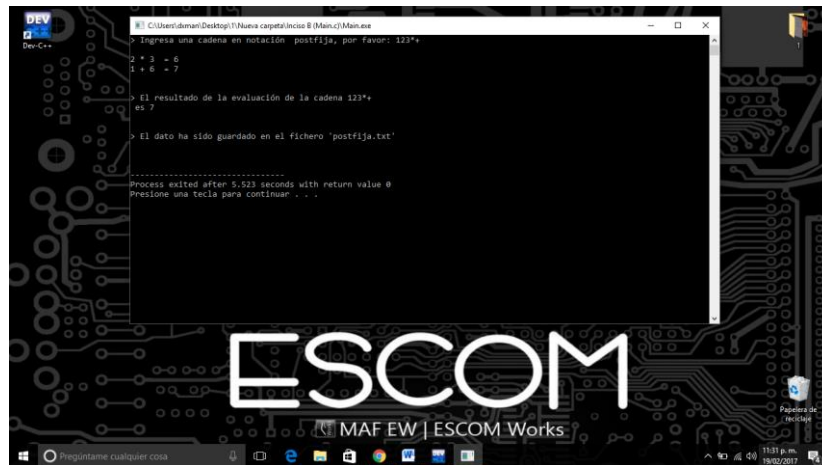 DEV
Dev-C++
C:\Users\dxman\Desktop\1\Nueva carpeta\Inciso B (Main.c)\Main.exe
1
> Ingresa una cadena en notación postfija, por favor: 123*+
2 * 3 = 6
1 + 6 = 7
> El resultado de la evaluación de la cadena 123*+
es 7
> El dato ha sido guardado en el fichero 'postfija.txt'
--------------------------------
Process exited after 5.523 seconds with return value 0
Presione una tecla para continuar . . .
ESCOM
MAF EW | ESCOM Works
Papelera de
reciclaje
Pregúntame cualquier cosa
11:31 p. m.
19/02/2017